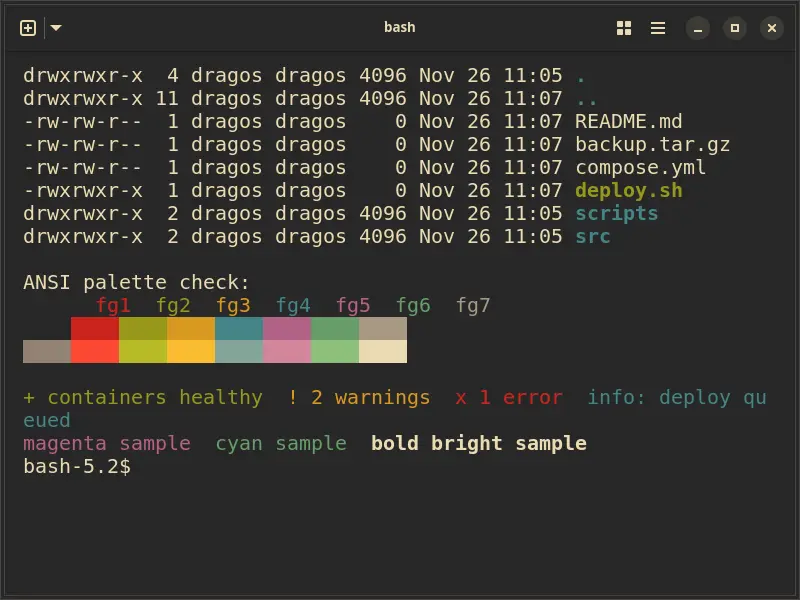 bash
drwxrwxr-x  4 dragos dragos 4096 Nov 26 11:05 .
drwxrwxr-x 11 dragos dragos 4096 Nov 26 11:07 ..
-rw-rw-r--  1 dragos dragos    0 Nov 26 11:07 README.md
-rw-rw-r--  1 dragos dragos    0 Nov 26 11:07 backup.tar.gz
-rw-rw-r--  1 dragos dragos    0 Nov 26 11:07 compose.yml
-rwxrwxr-x  1 dragos dragos    0 Nov 26 11:07 deploy.sh
drwxrwxr-x  2 dragos dragos 4096 Nov 26 11:05 scripts
drwxrwxr-x  2 dragos dragos 4096 Nov 26 11:05 src
ANSI palette check:
fg1  fg2  fg3  fg4  fg5  fg6  fg7
+ containers healthy  ! 2 warnings  x 1 error  info: deploy qu
eued
magenta sample  cyan sample  bold bright sample
bash-5.2$